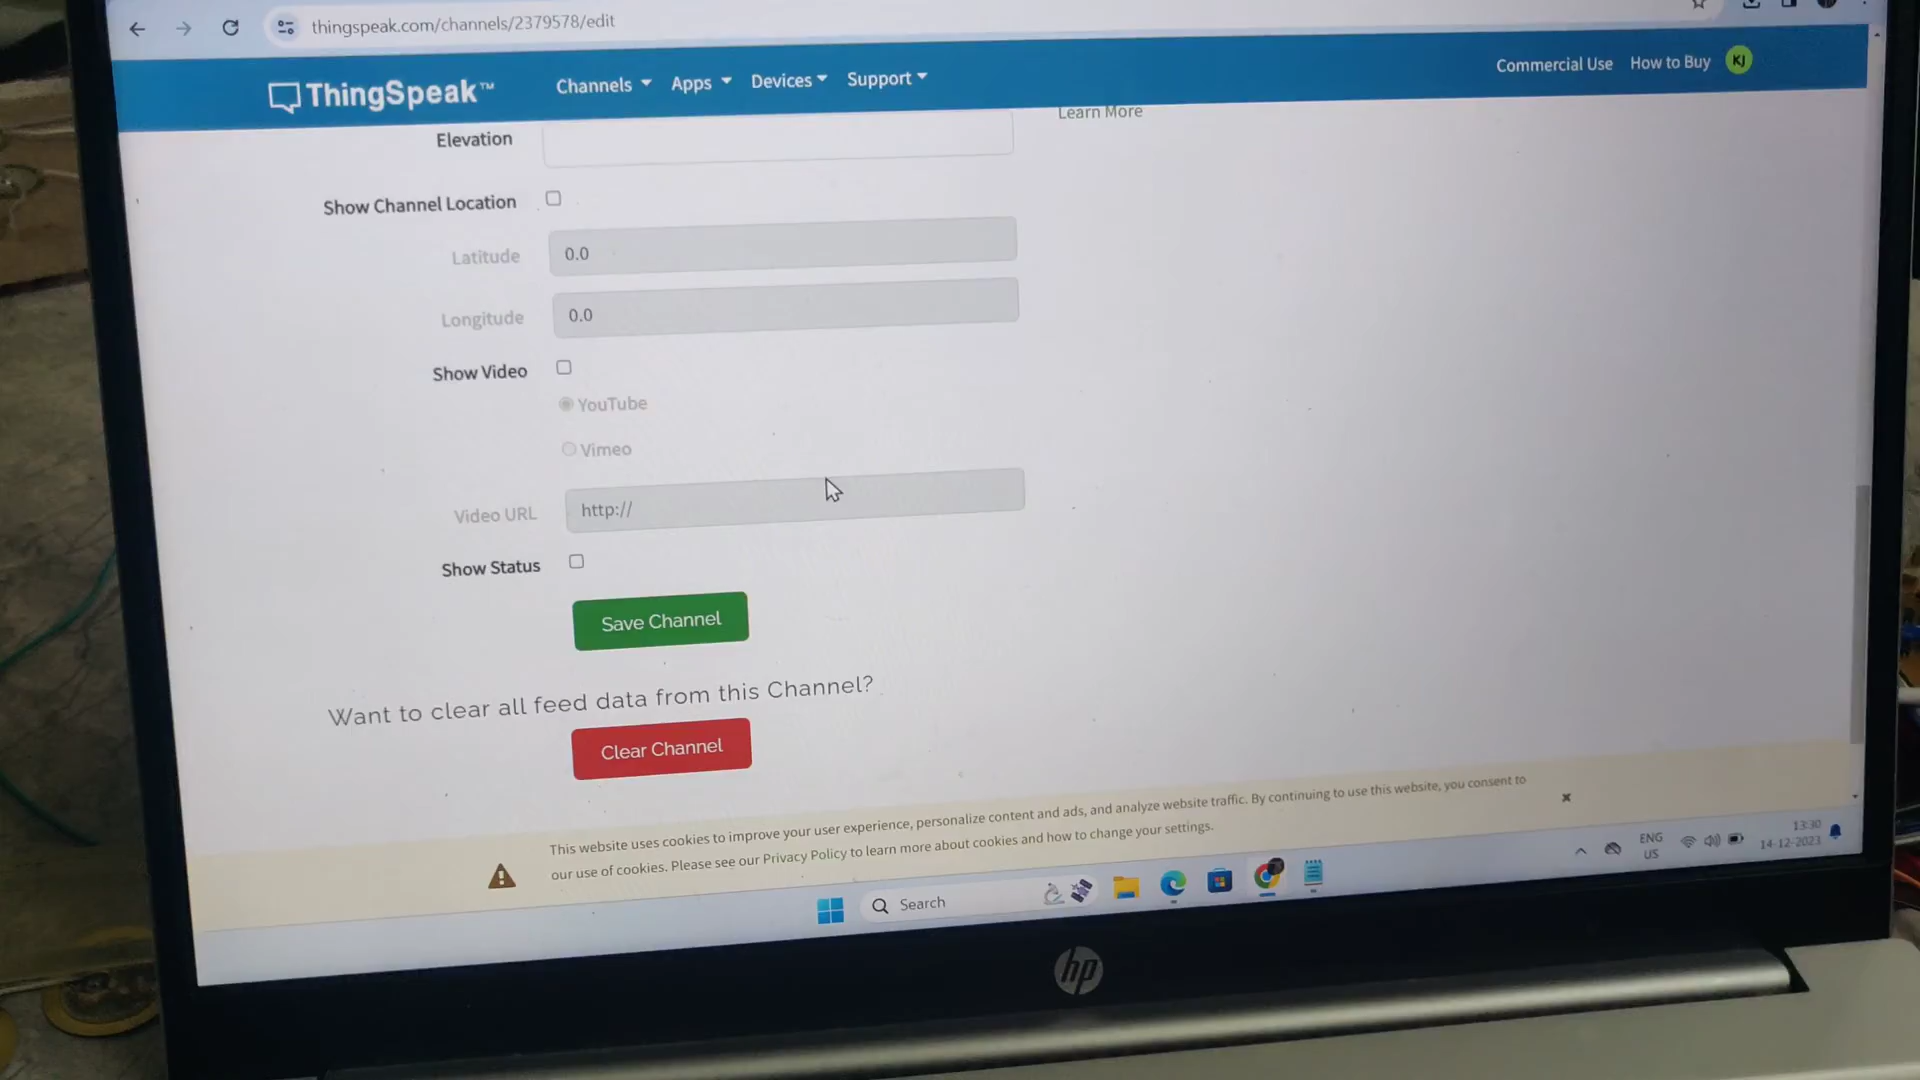 thingspeak.com/channels/2379578/edit
ThingSpeak™
Channels
Apps
Devices
Support
Commercial Use
How to Buy
KJ
Learn More
Elevation
Show Channel Location
Latitude
0.0
Longitude
0.0
Show Video
YouTube
Vimeo
Video URL
http://
Show Status
Save Channel
Want to clear all feed data from this Channel?
Clear Channel
This website uses cookies to improve your user experience, personalize content and ads, and analyze website traffic. By continuing to use this website, you consent to
our use of cookies. Please see our Privacy Policy to learn more about cookies and how to change your settings.
Search
ENG
US
13:30
14-12-2023
hp